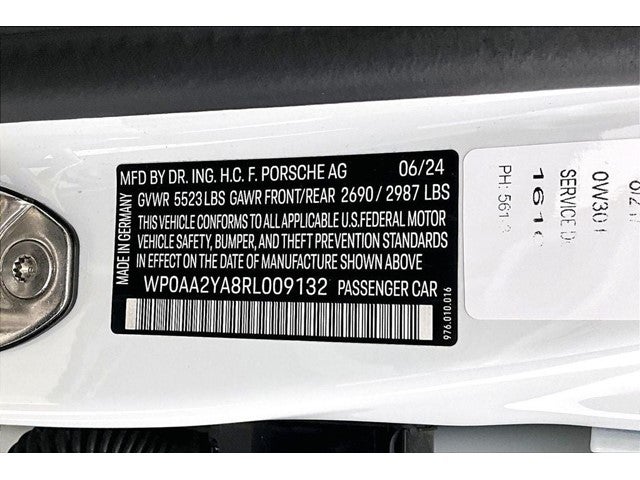 MFD BY DR. ING. H.C. F. PORSCHE AG 06/24
GVWR 5523 LBS GAWR FRONT/REAR 2690 / 2987 LBS
THIS VEHICLE CONFORMS TO ALL APPLICABLE U.S.FEDERAL MOTOR
VEHICLE SAFETY, BUMPER, AND THEFT PREVENTION STANDARDS
IN EFFECT ON THE DATE OF MANUFACTURE SHOWN ABOVE
WP0AA2YA8RL009132 PASSENGER CAR
MADE IN GERMANY
976.010.016
SERVICE
PH: 561